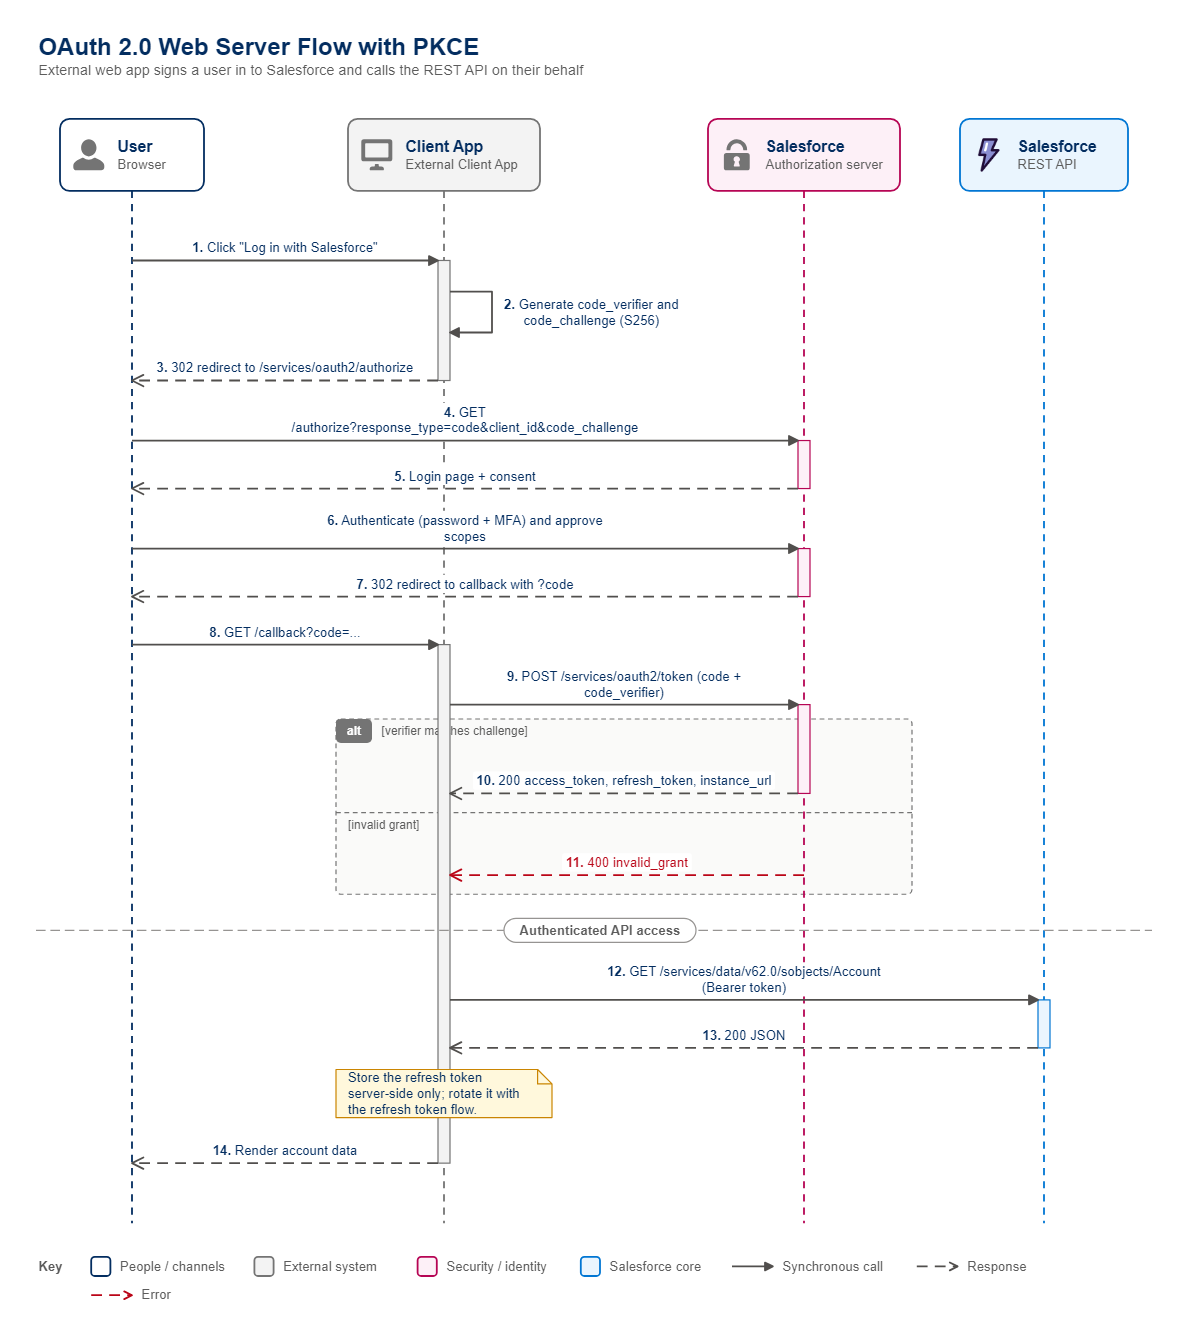 OAuth 2.0 Web Server Flow with PKCE
External web app signs a user in to Salesforce and calls the REST API on their behalf
User
Browser
Client App
External Client App
Salesforce
Authorization server
Salesforce
REST API
1. Click "Log in with Salesforce"
2. Generate code_verifier and
code_challenge (S256)
3. 302 redirect to /services/oauth2/authorize
4. GET
/authorize?response_type=code&client_id&code_challenge
5. Login page + consent
6. Authenticate (password + MFA) and approve
scopes
7. 302 redirect to callback with ?code
8. GET /callback?code=...
9. POST /services/oauth2/token (code +
code_verifier)
alt
[verifier matches challenge]
10. 200 access_token, refresh_token, instance_url
[invalid grant]
11. 400 invalid_grant
Authenticated API access
12. GET /services/data/v62.0/sobjects/Account
(Bearer token)
13. 200 JSON
Store the refresh token
server-side only; rotate it with
the refresh token flow.
14. Render account data
Key
People / channels
External system
Security / identity
Salesforce core
Synchronous call
Response
Error